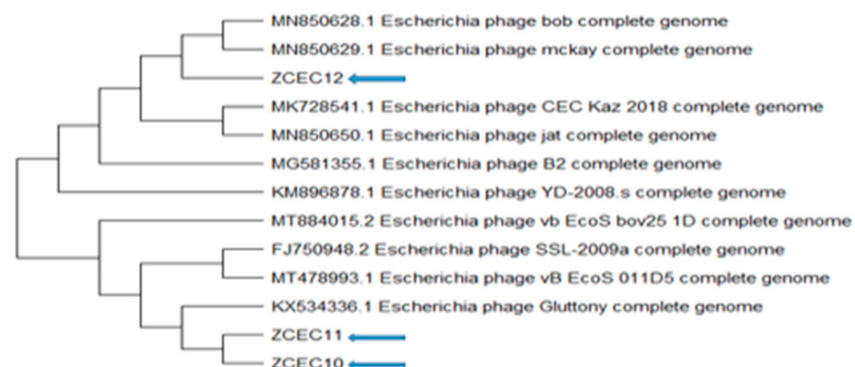 MN850628.1 Escherichia phage bob complete genome
MN850629.1 Escherichia phage mckay complete genome
ZCEC12
MK728541.1 Escherichia phage CEC Kaz 2018 complete genome
MN850650.1 Escherichia phage jat complete genome
MG581355.1 Escherichia phage B2 complete genome
KM896878.1 Escherichia phage YD-2008.s complete genome
MT884015.2 Escherichia phage vb EcoS bov25 1D complete genome
FJ750948.2 Escherichia phage SSL-2009a complete genome
MT478993.1 Escherichia phage vB EcoS 011D5 complete genome
KX534336.1 Escherichia phage Gluttony complete genome
ZCEC11
ZCEC10